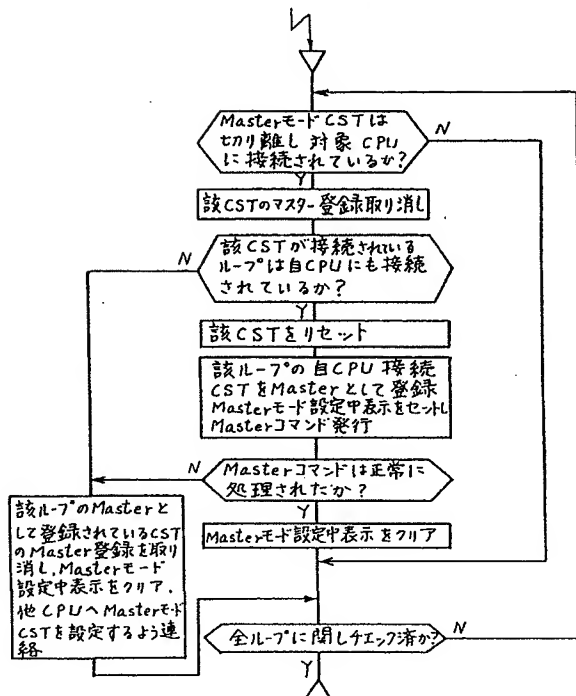 MasterモードCSTは
切り離し対象CPU
に接続されているか?
N
Y
該CSTのマスター登録取り消し
該CSTが接続されている
ループは自CPUにも接続
されているか?
N
Y
該CSTをリセット
該ループの自CPU接続
CSTをMasterとして登録
Masterモード設定中表示をセットし
Masterコマンド発行
N
Masterコマンドは正常に
処理されたか?
Y
Masterモード設定中表示をクリア
該ループのMasterと
して登録されているCST
のMaster登録を取り
消し、Masterモード
設定中表示をクリア.
他CPUへMasterモード
CSTを設定するよう連
絡
全ループに関しチェック済か?
N
Y